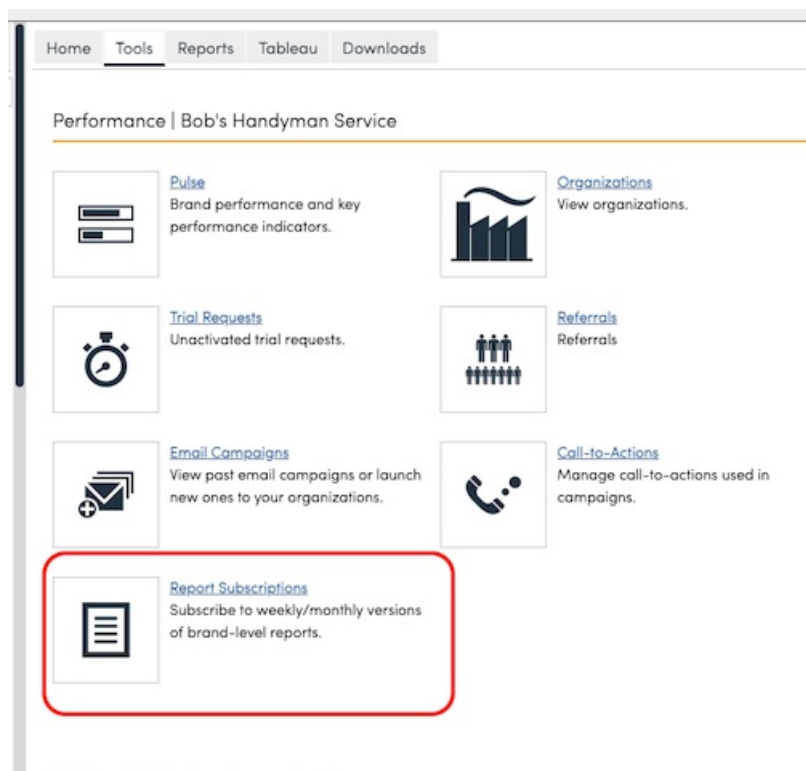 Home Tools Reports Tableau Downloads
Performance | Bob's Handyman Service
Pulse
Brand performance and key
performance indicators.
Organizations
View organizations.
Trial Requests
Unactivated trial requests.
Referrals
Referrals
Email Campaigns
View past email campaigns or launch
new ones to your organizations.
Call-to-Actions
Manage call-to-actions used in
campaigns.
Report Subscriptions
Subscribe to weekly/monthly versions
of brand-level reports.